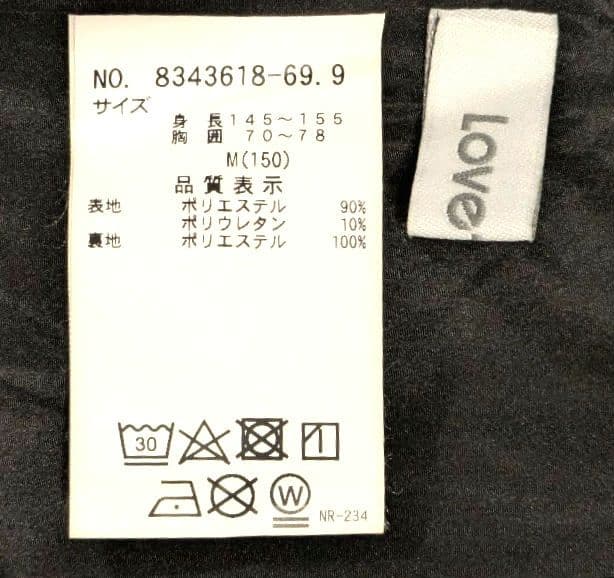 NO. 8343618-69.9
サイズ
身長145～155
胸囲 70～78
M(150)
品質表示
表地 ポリエステル 90%
ポリウレタン 10%
裏地 ポリエステル 100%
30
W
NR-234
Love